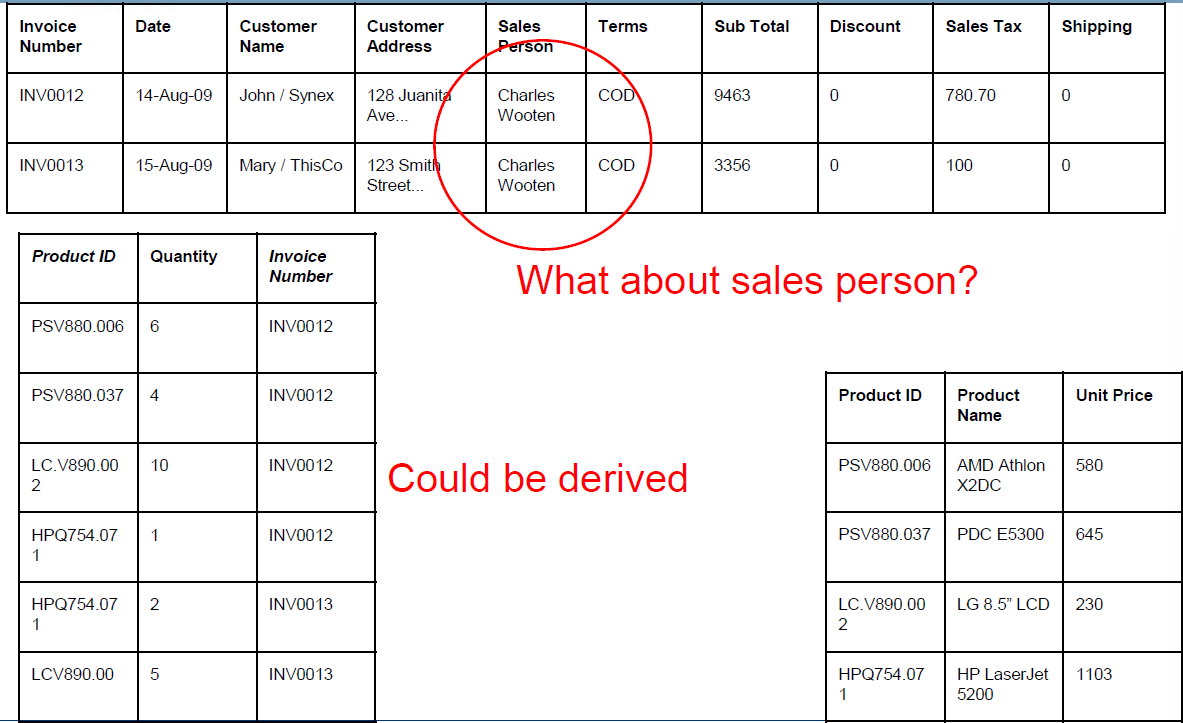 Invoice Number | Date | Customer Name | Customer Address | Sales Person | Terms | Sub Total | Discount | Sales Tax | Shipping
INV0012 | 14-Aug-09 | John / Synex | 128 Juanita Ave... | Charles Wooten | COD | 9463 | 0 | 780.70 | 0
INV0013 | 15-Aug-09 | Mary / ThisCo | 123 Smith Street... | Charles Wooten | COD | 3356 | 0 | 100 | 0
What about sales person?
Product ID | Quantity | Invoice Number
PSV880.006 | 6 | INV0012
PSV880.037 | 4 | INV0012
LC.V890.002 | 10 | INV0012
HPQ754.071 | 1 | INV0012
HPQ754.071 | 2 | INV0013
LCV890.00 | 5 | INV0013
Could be derived
Product ID | Product Name | Unit Price
PSV880.006 | AMD Athlon X2DC | 580
PSV880.037 | PDC E5300 | 645
LC.V890.002 | LG 8.5” LCD | 230
HPQ754.071 | HP LaserJet 5200 | 1103